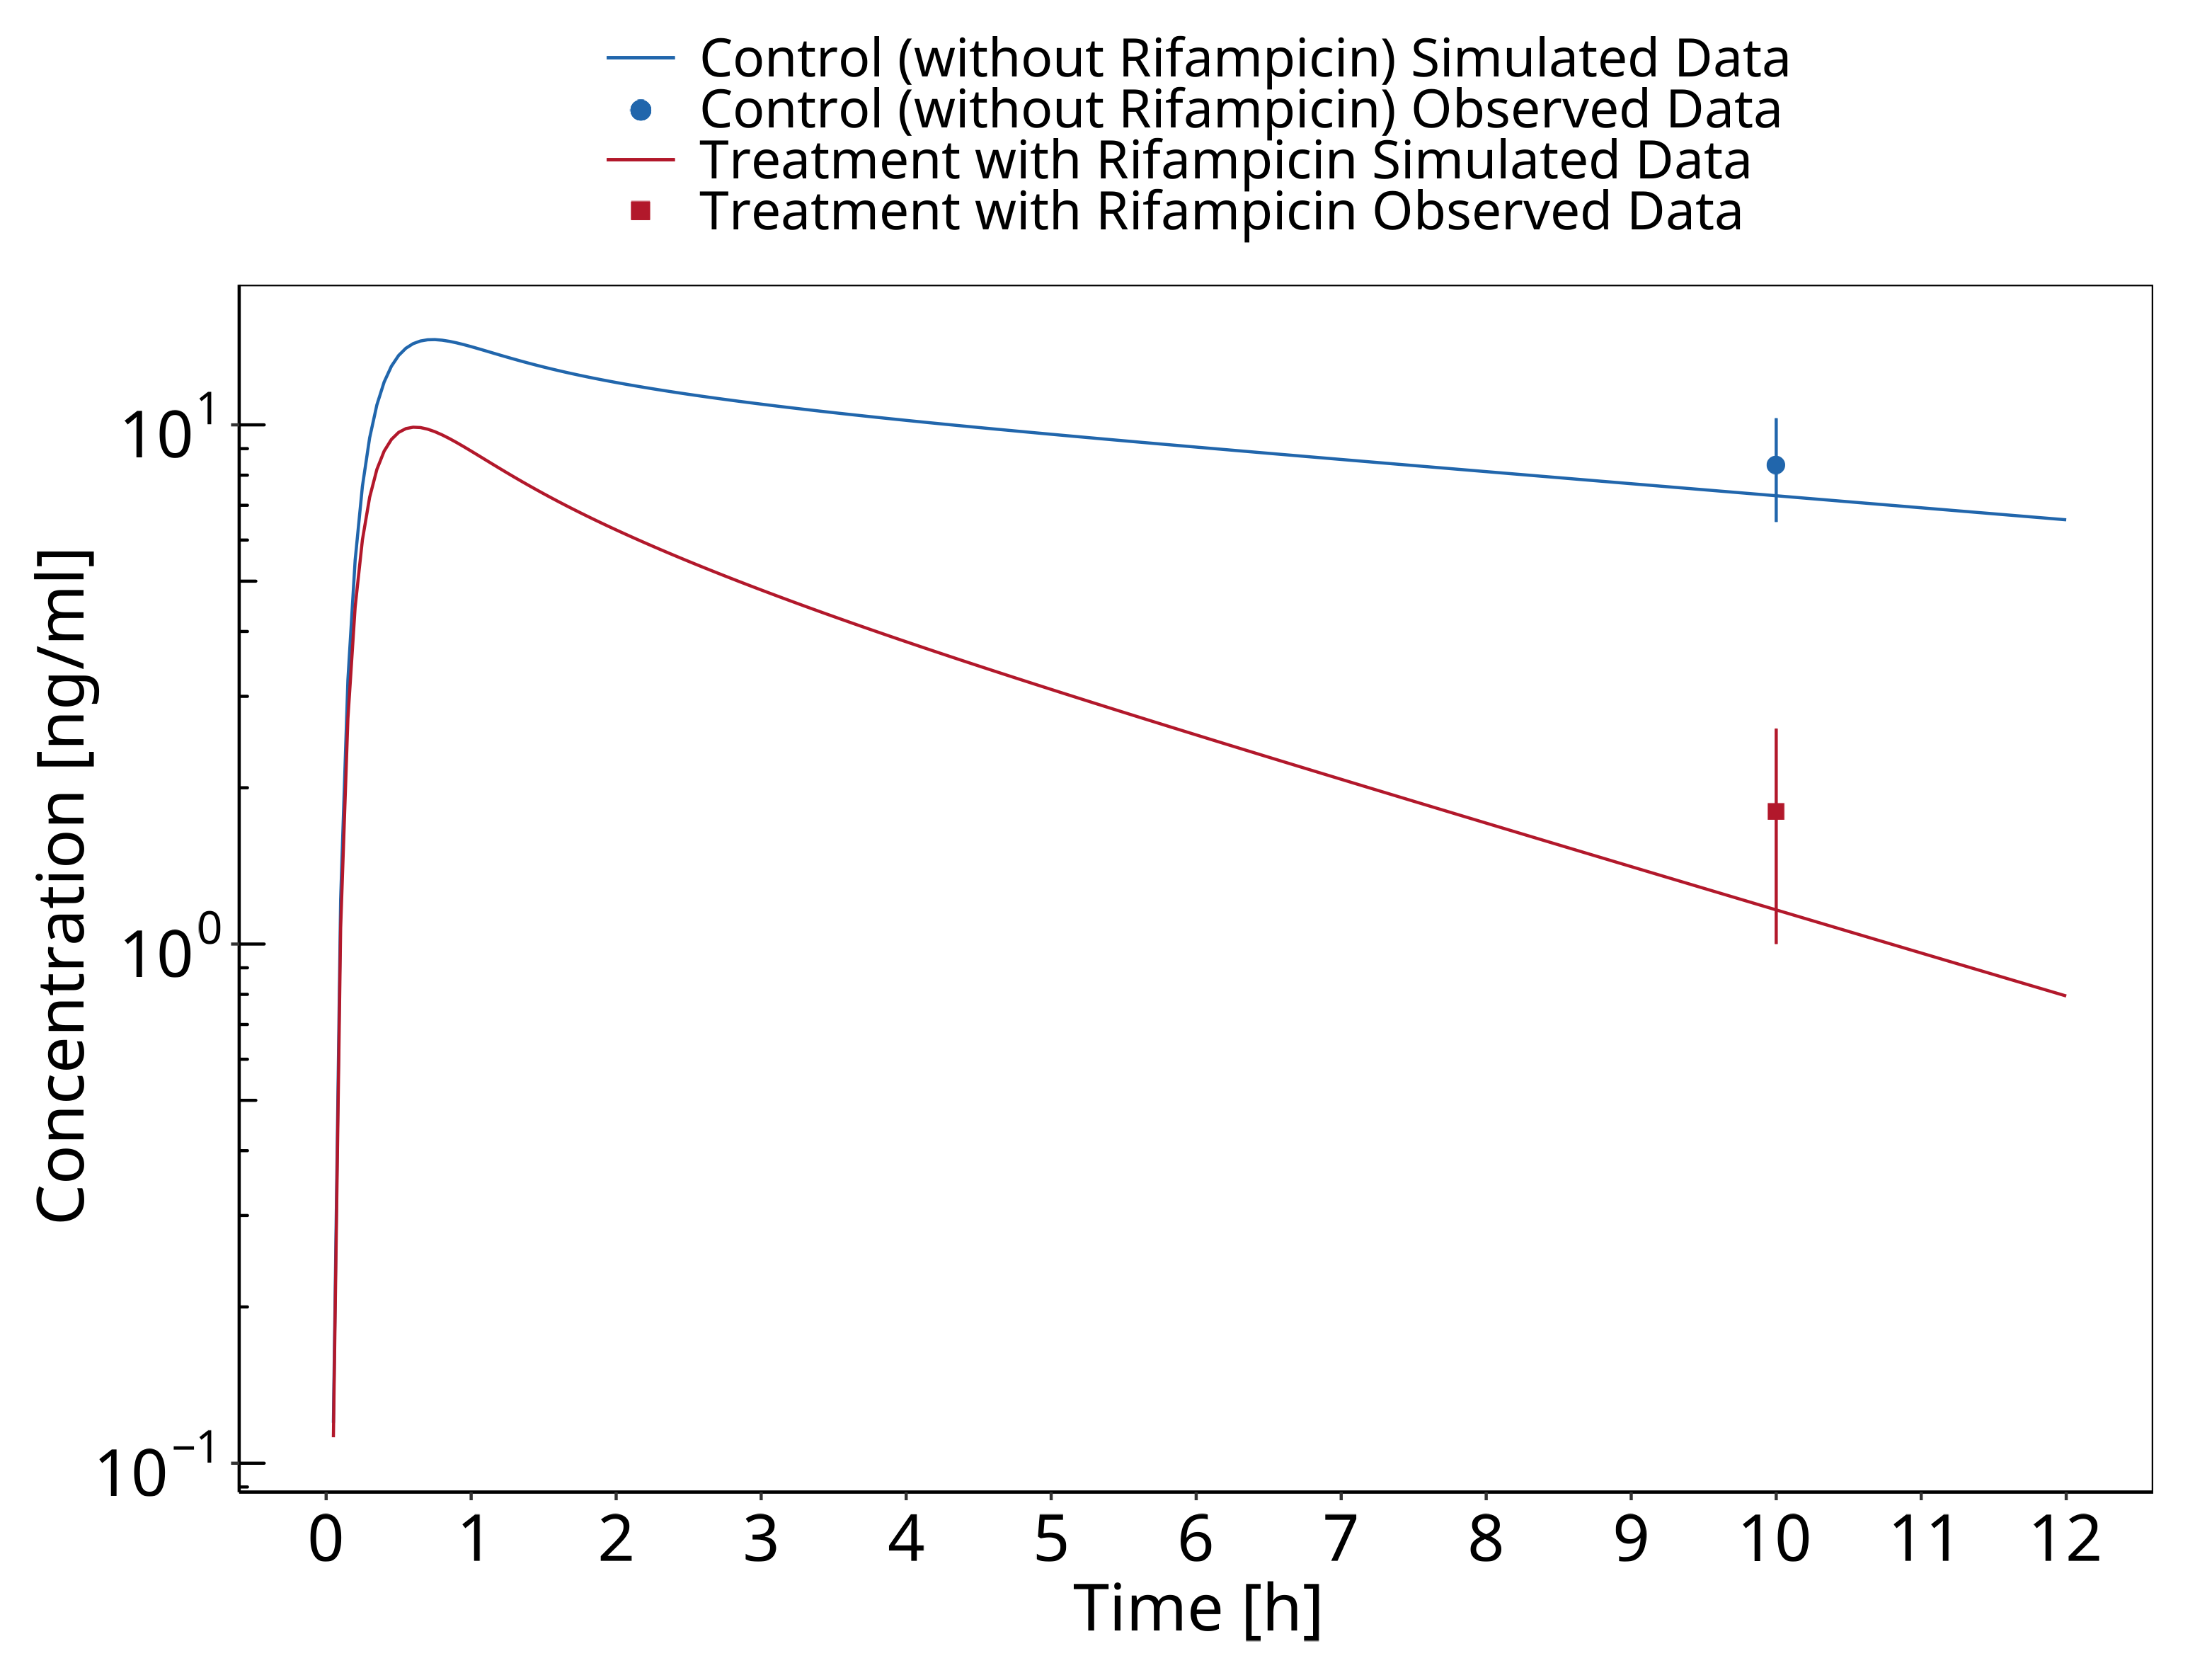 Control (without Rifampicin) Simulated Data
Control (without Rifampicin) Observed Data
Treatment with Rifampicin Simulated Data
Treatment with Rifampicin Observed Data
10^1
10^0
10^−1
Concentration [ng/ml]
0 1 2 3 4 5 6 7 8 9 10 11 12
Time [h]